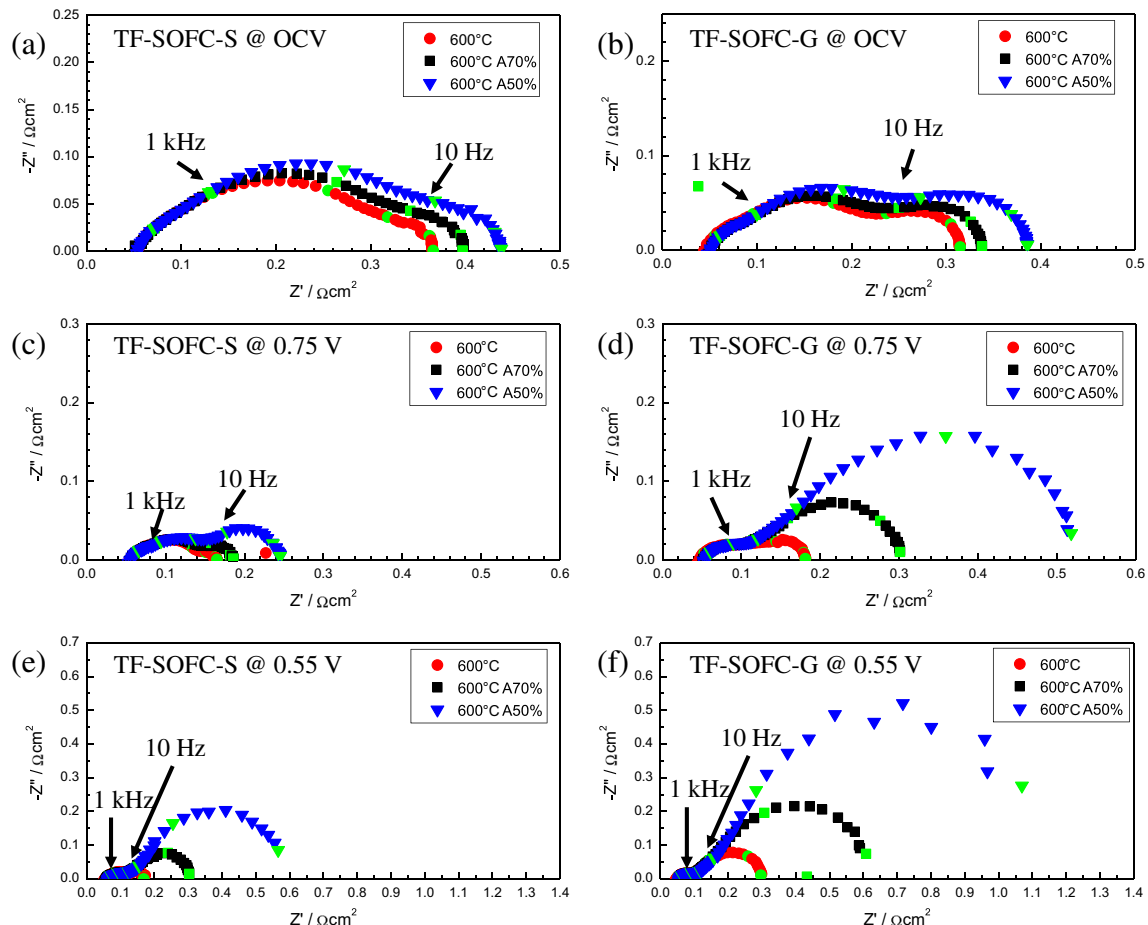 (a)
TF-SOFC-S @ OCV
600°C
600°C A70%
600°C A50%
1 kHz
10 Hz
0.25
0.20
0.15
0.10
0.05
0.00
-Z'' / Ωcm²
0.0 0.1 0.2 0.3 0.4 0.5
Z' / Ωcm²
(b)
TF-SOFC-G @ OCV
600°C
600°C A70%
600°C A50%
1 kHz
10 Hz
0.2
0.1
0.0
-Z'' / Ωcm²
0.0 0.1 0.2 0.3 0.4 0.5
Z' / Ωcm²
(c)
TF-SOFC-S @ 0.75 V
600°C
600°C A70%
600°C A50%
1 kHz
10 Hz
0.3
0.2
0.1
0.0
-Z'' / Ωcm²
0.0 0.1 0.2 0.3 0.4 0.5 0.6
Z' / Ωcm²
(d)
TF-SOFC-G @ 0.75 V
600°C
600°C A70%
600°C A50%
1 kHz
10 Hz
0.3
0.2
0.1
0.0
-Z'' / Ωcm²
0.0 0.1 0.2 0.3 0.4 0.5 0.6
Z' / Ωcm²
(e)
TF-SOFC-S @ 0.55 V
600°C
600°C A70%
600°C A50%
1 kHz
10 Hz
0.7
0.6
0.5
0.4
0.3
0.2
0.1
0.0
-Z'' / Ωcm²
0.0 0.1 0.2 0.3 0.4 0.5 0.6 0.7 0.8 0.9 1.0 1.1 1.2 1.3 1.4
Z' / Ωcm²
(f)
TF-SOFC-G @ 0.55 V
600°C
600°C A70%
600°C A50%
1 kHz
10 Hz
0.7
0.6
0.5
0.4
0.3
0.2
0.1
0.0
-Z'' / Ωcm²
0.0 0.1 0.2 0.3 0.4 0.5 0.6 0.7 0.8 0.9 1.0 1.1 1.2 1.3 1.4
Z' / Ωcm²